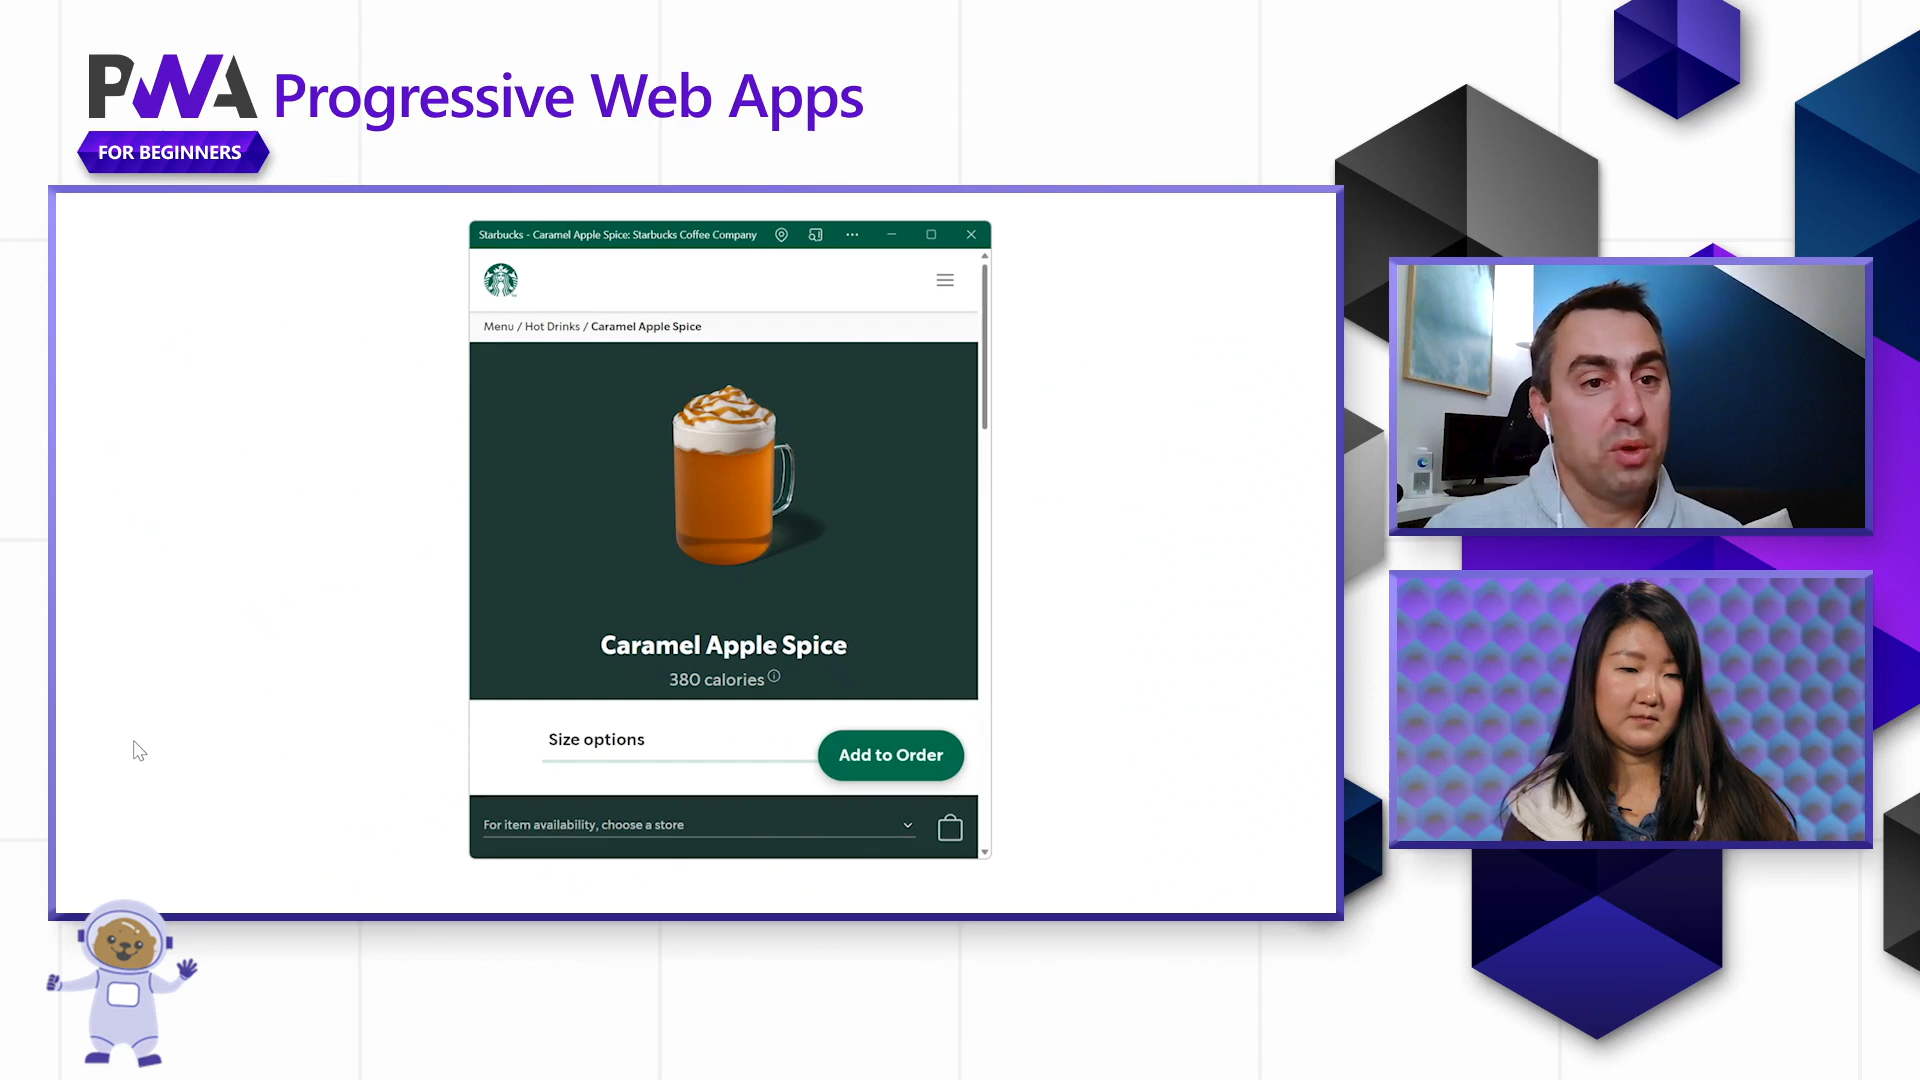 PWA Progressive Web Apps
FOR BEGINNERS
Starbucks - Caramel Apple Spice: Starbucks Coffee Company
Menu / Hot Drinks / Caramel Apple Spice
Caramel Apple Spice
380 calories
Size options
Add to Order
For item availability, choose a store